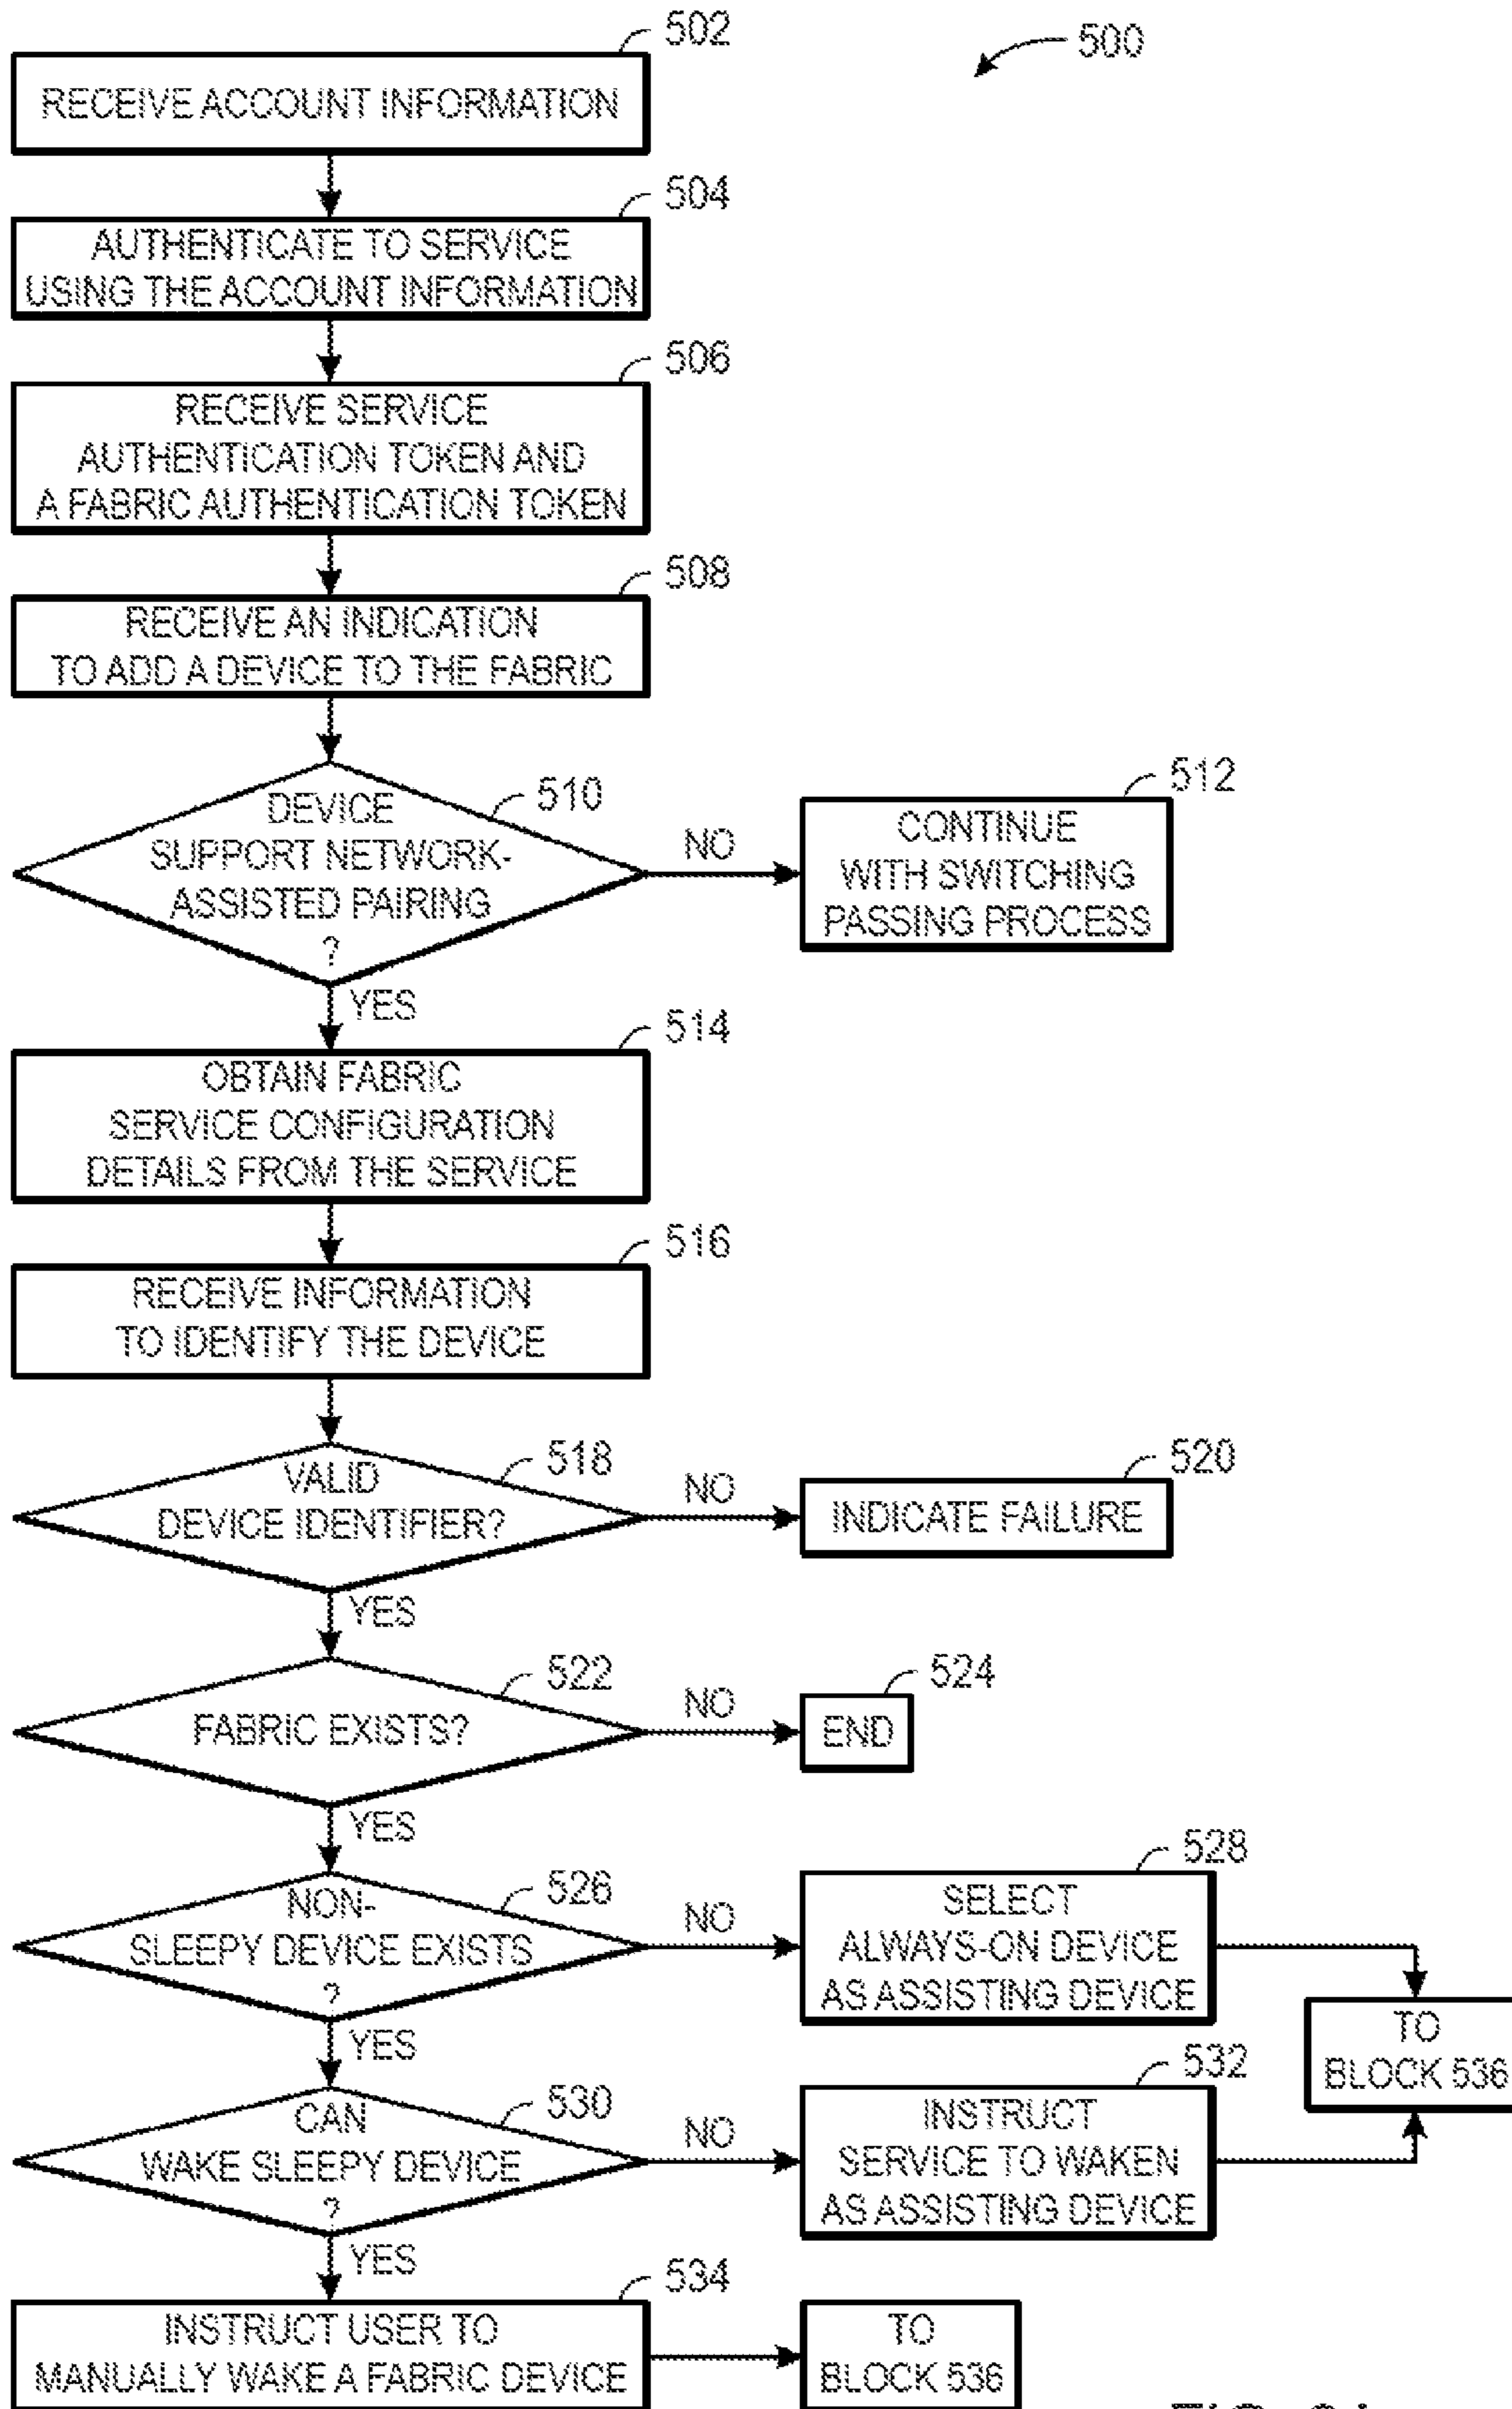 502
500
RECEIVE ACCOUNT INFORMATION
504
AUTHENTICATE TO SERVICE
USING THE ACCOUNT INFORMATION
506
RECEIVE SERVICE
AUTHENTICATION TOKEN AND
A FABRIC AUTHENTICATION TOKEN
508
RECEIVE AN INDICATION
TO ADD A DEVICE TO THE FABRIC
510
DEVICE
SUPPORT NETWORK-
ASSISTED PAIRING
?
NO
512
CONTINUE
WITH SWITCHING
PASSING PROCESS
YES
514
OBTAIN FABRIC
SERVICE CONFIGURATION
DETAILS FROM THE SERVICE
516
RECEIVE INFORMATION
TO IDENTIFY THE DEVICE
518
VALID
DEVICE IDENTIFIER?
NO
520
INDICATE FAILURE
YES
522
FABRIC EXISTS?
NO
524
END
YES
526
NON-
SLEEPY DEVICE EXISTS
?
NO
528
SELECT
ALWAYS-ON DEVICE
AS ASSISTING DEVICE
TO
BLOCK 536
YES
530
CAN
WAKE SLEEPY DEVICE
?
NO
532
INSTRUCT
SERVICE TO WAKEN
AS ASSISTING DEVICE
YES
534
INSTRUCT USER TO
MANUALLY WAKE A FABRIC DEVICE
TO
BLOCK 536